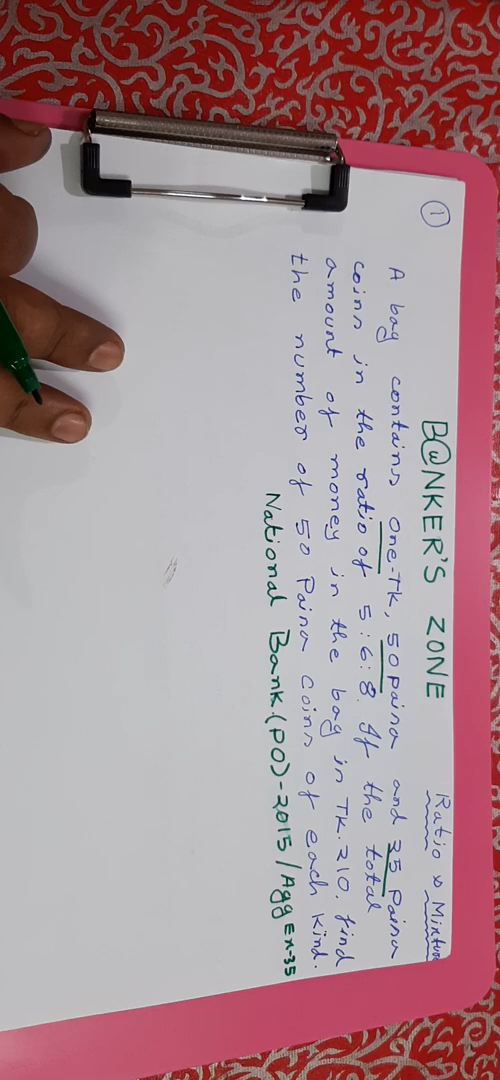 B@NKER'S ZONE
Ratio & Mixture
①
A bag contains one-TK, 50 paisa and 25 Paisa
coins in the ratio of 5:6:8. If the total
amount of money in the bag is TK. 210. find
the number of 50 Paisa coins of each kind.
National Bank.(PO)-2015/Agg Ex-35